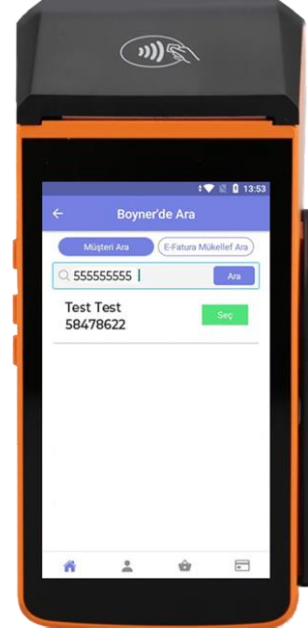 13:53
Boyner'de Ara
Müşteri Ara
E-Fatura Mükellef Ara
555555555
Ara
Test Test
58478622
Seç